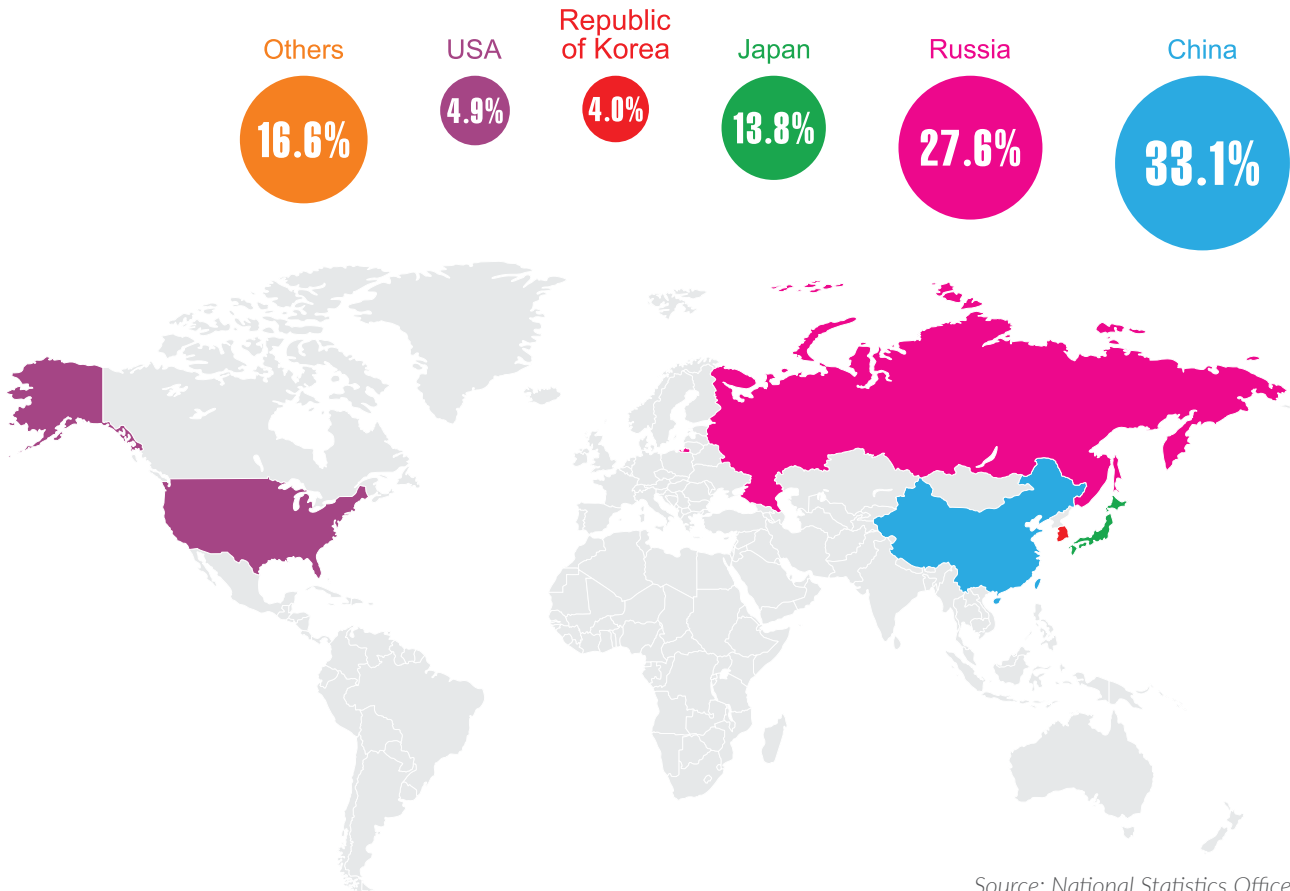 Others
16.6%
USA
4.9%
Republic
of Korea
4.0%
Japan
13.8%
Russia
27.6%
China
33.1%
Source: National Statistics Office